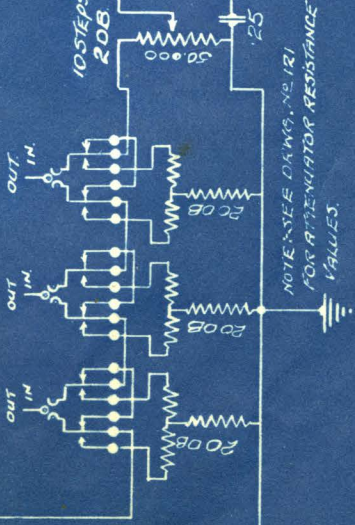 10 STEPS
20B.
50.000
.25
OUT.
IN.
20 DB
OUT
IN
20 DB
OUT
IN
20 DB
NOTE:-SEE DRWG. No 121
FOR ATTENUATOR RESISTANCE
VALUES.